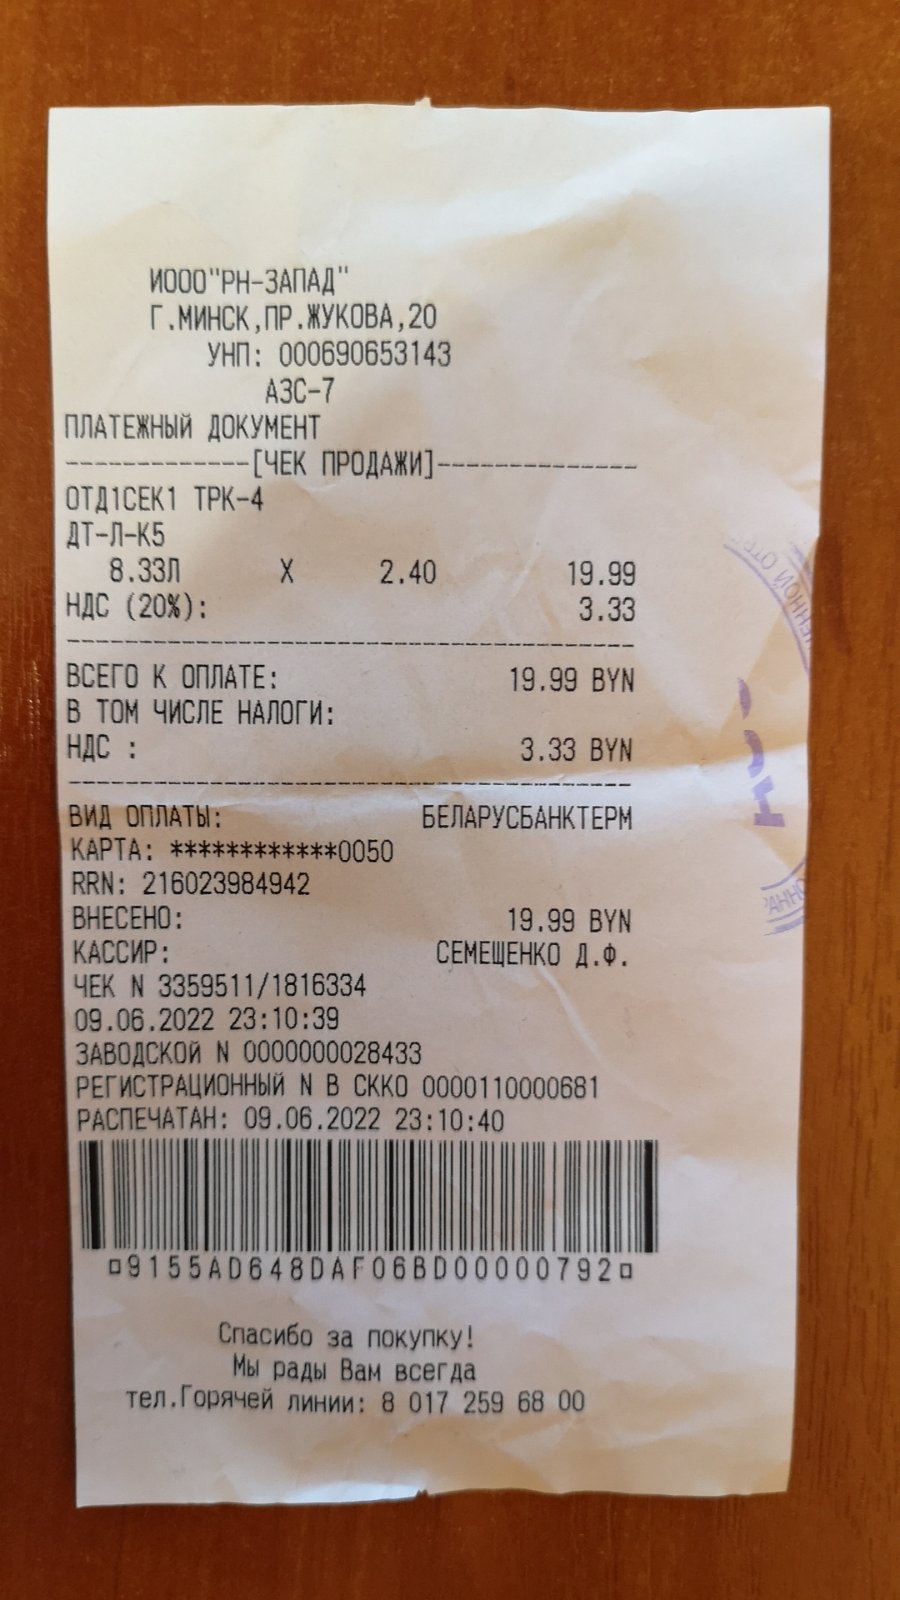 ИООО"РН-ЗАПАД"
Г.МИНСК,ПР.ЖУКОВА,20
УНП: 000690653143
АЗС-7
ПЛАТЕЖНЫЙ ДОКУМЕНТ
-------------[ЧЕК ПРОДАЖИ]--------------
ОТД1СЕК1 ТРК-4
ДТ-Л-К5
8.33Л X 2.40 19.99
НДС (20%): 3.33
ВСЕГО К ОПЛАТЕ: 19.99 BYN
В ТОМ ЧИСЛЕ НАЛОГИ:
НДС : 3.33 BYN
ВИД ОПЛАТЫ: БЕЛАРУСБАНКТЕРМ
КАРТА: ************0050
RRN: 216023984942
ВНЕСЕНО: 19.99 BYN
КАССИР: СЕМЕЩЕНКО Д.Ф.
ЧЕК N 3359511/1816334
09.06.2022 23:10:39
ЗАВОДСКОЙ N 0000000028433
РЕГИСТРАЦИОННЫЙ N В СККО 0000110000681
РАСПЕЧАТАН: 09.06.2022 23:10:40
¤9155AD648DAF06BD00000792¤
Спасибо за покупку!
Мы рады Вам всегда
тел.Горячей линии: 8 017 259 68 00